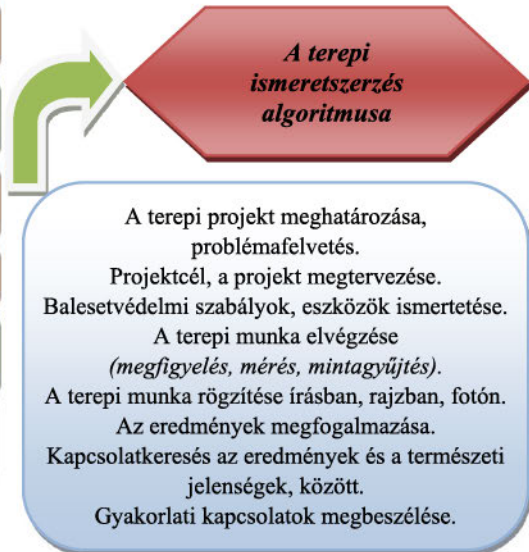 A terepi
ismeretszerzés
algoritmusa
A terepi projekt meghatározása,
problémafelvetés.
Projektcél, a projekt megtervezése.
Balesetvédelmi szabályok, eszközök ismertetése.
A terepi munka elvégzése
(megfigyelés, mérés, mintagyűjtés).
A terepi munka rögzítése írásban, rajzban, fotón.
Az eredmények megfogalmazása.
Kapcsolatkeresés az eredmények és a természeti
jelenségek, között.
Gyakorlati kapcsolatok megbeszélése.